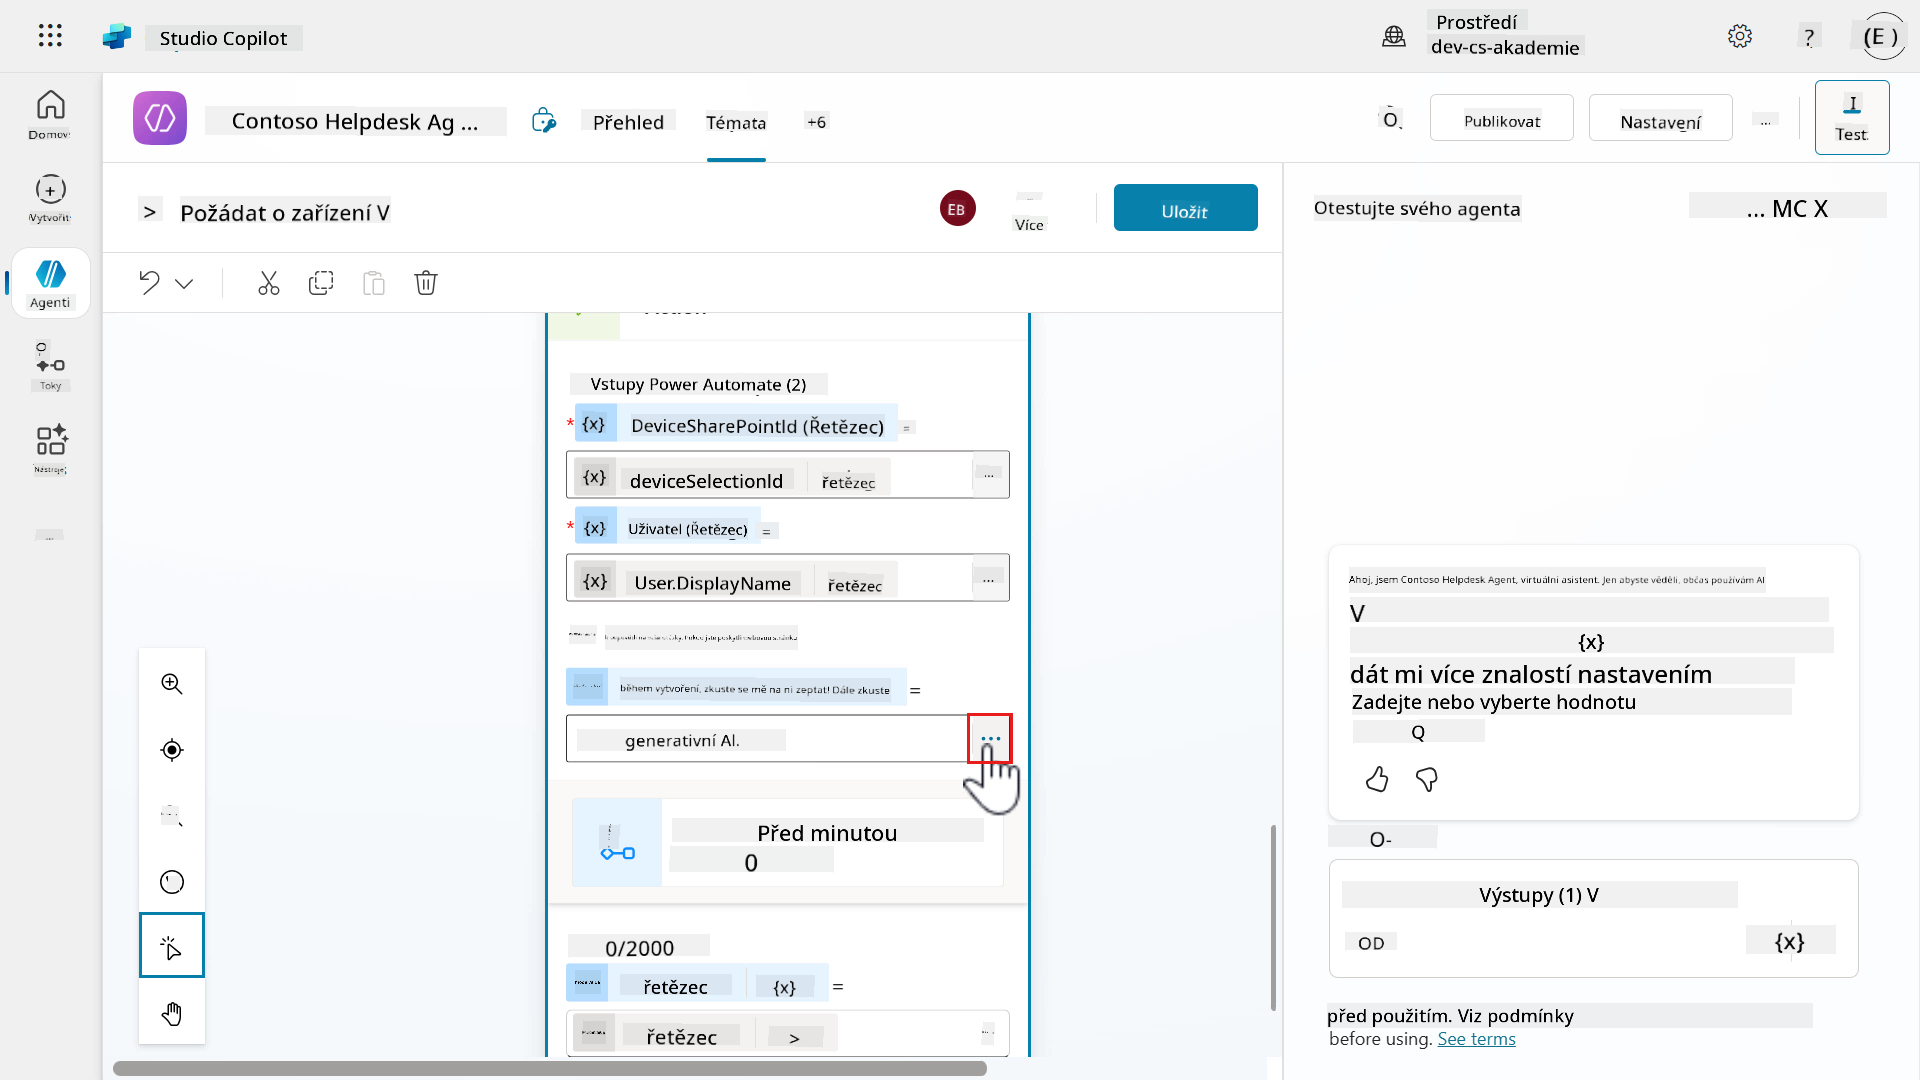 Studio Copilot
Prostředí
dev-cs-akademie
?
(E )
Domov
Vytvořit
Agenti
Toky
Nástroje
Contoso Helpdesk Ag ...
Přehled
Témata
+6
Publikovat
Nastavení
...
Test
> Požádat o zařízení V
EB
Více
Uložit
Otestujte svého agenta
... MC X
Vstupy Power Automate (2)
* {x} DeviceSharePointId (Řetězec) =
{x} deviceSelectionId řetězec ...
* {x} Uživatel (Řetězec) =
{x} User.DisplayName řetězec ...
během vytvoření, zkuste se mě na ni zeptat! Dále zkuste =
generativní AI. ...
Před minutou
0
0/2000
řetězec {x} =
řetězec >
Ahoj, jsem Contoso Helpdesk Agent, virtuální asistent. Jen abyste věděli, občas používám AI
V
{x}
dát mi více znalostí nastavením
Zadejte nebo vyberte hodnotu
Q
O-
Výstupy (1) V
OD
{x}
před použitím. Viz podmínky
before using. See terms